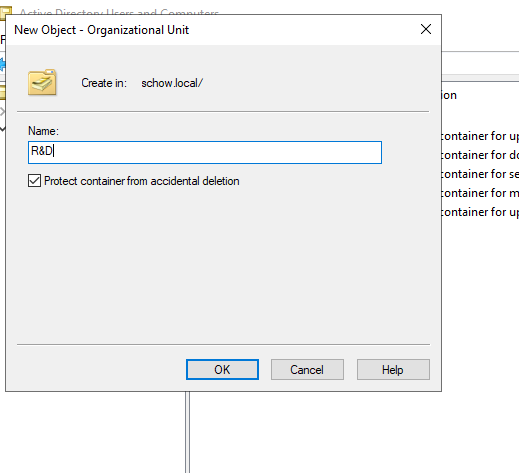 Active Directory Users and Computers
New Object - Organizational Unit
Create in: schow.local/
Name:
R&D
Protect container from accidental deletion
OK Cancel Help
container for up
container for do
container for se
container for m
container for up